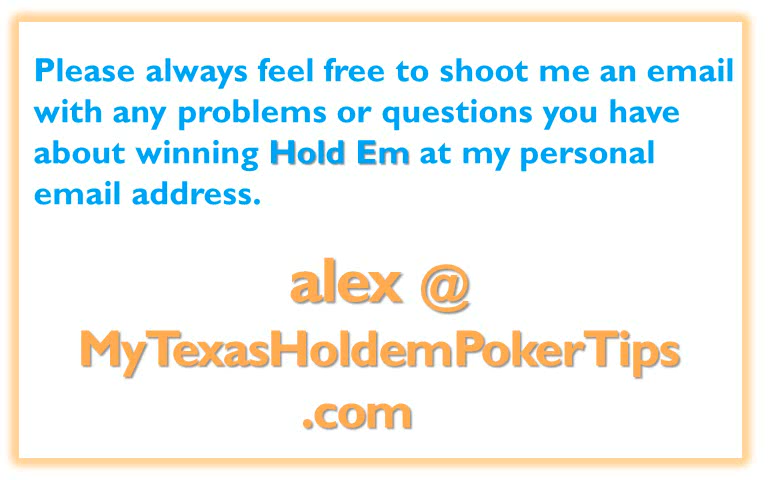 Please always feel free to shoot me an email
with any problems or questions you have
about winning Hold Em at my personal
email address.
alex @
MyTexasHoldemPokerTips
.com